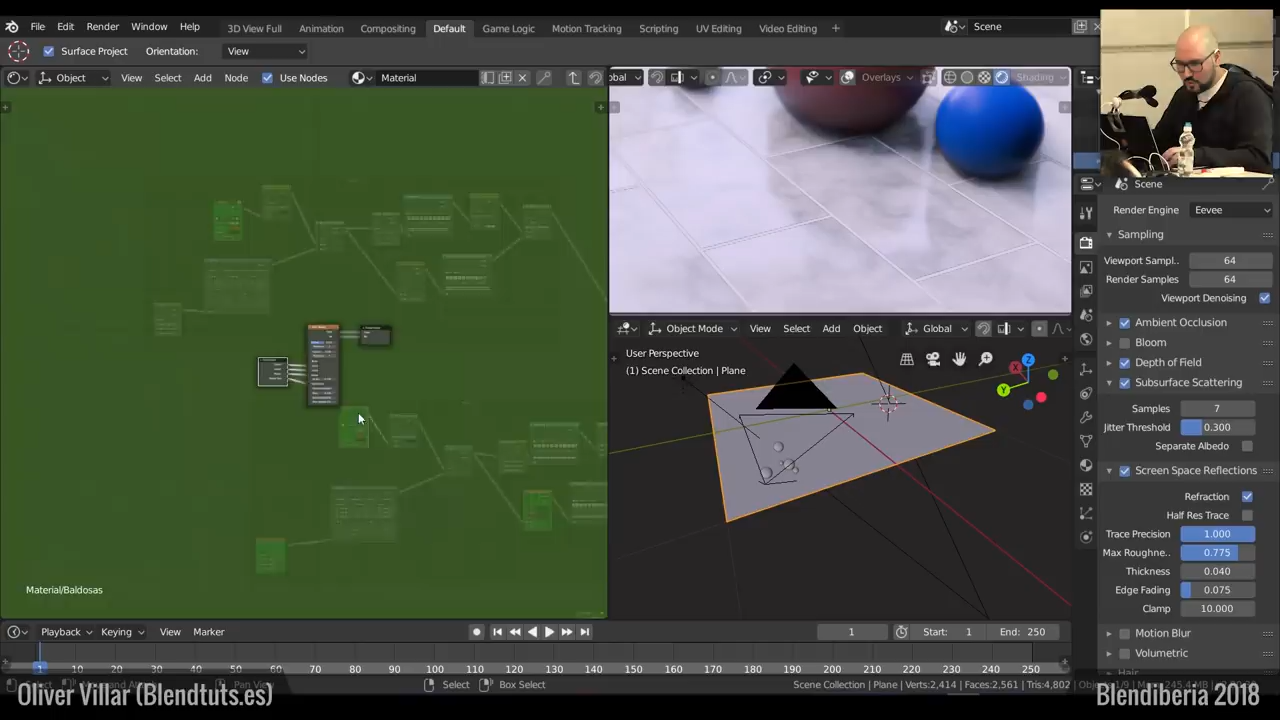 File Edit Render Window Help
3D View Full Animation Compositing Default Game Logic Motion Tracking Scripting UV Editing Video Editing +
Scene
Surface Project Orientation: View
Object View Select Add Node Use Nodes Material
obal Overlays Shading
Material/Baldosas
Object Mode View Select Add Object Global
User Perspective
(1) Scene Collection | Plane
X
Y
Z
Scene
Render Engine Eevee
Sampling
Viewport Sampl.. 64
Render Samples 64
Viewport Denoising
Ambient Occlusion
Bloom
Depth of Field
Subsurface Scattering
Samples 7
Jitter Threshold 0.300
Separate Albedo
Screen Space Reflections
Refraction
Half Res Trace
Trace Precision 1.000
Max Roughne.. 0.775
Thickness 0.040
Edge Fading 0.075
Clamp 10.000
Motion Blur
Volumetric
Hair
Playback Keying View Marker
1 Start: 1 End: 250
1 10 20 30 40 50 60 70 80 90 100 110 120 130 140 150 160 170 180 190 200 210 220 230 240 250
Select Box Select
Scene Collection | Plane | Verts:2,414 | Faces:2,561 | Tris:4,802
Oliver Villar (Blendtuts.es)
Blendiberia 2018